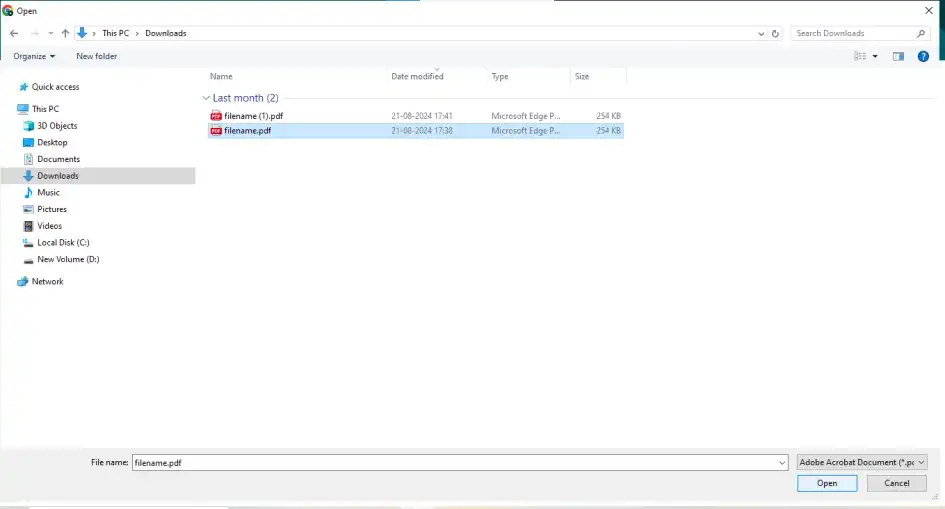 Open
This PC > Downloads
Search Downloads
Organize
New folder
Name Date modified Type Size
Quick access
This PC
3D Objects
Desktop
Documents
Downloads
Music
Pictures
Videos
Local Disk (C:)
New Volume (D:)
Network
Last month (2)
filename (1).pdf 21-08-2024 17:41 Microsoft Edge P... 254 KB
filename.pdf 21-08-2024 17:38 Microsoft Edge P... 254 KB
File name: filename.pdf Adobe Acrobat Document (*.pc
Open Cancel